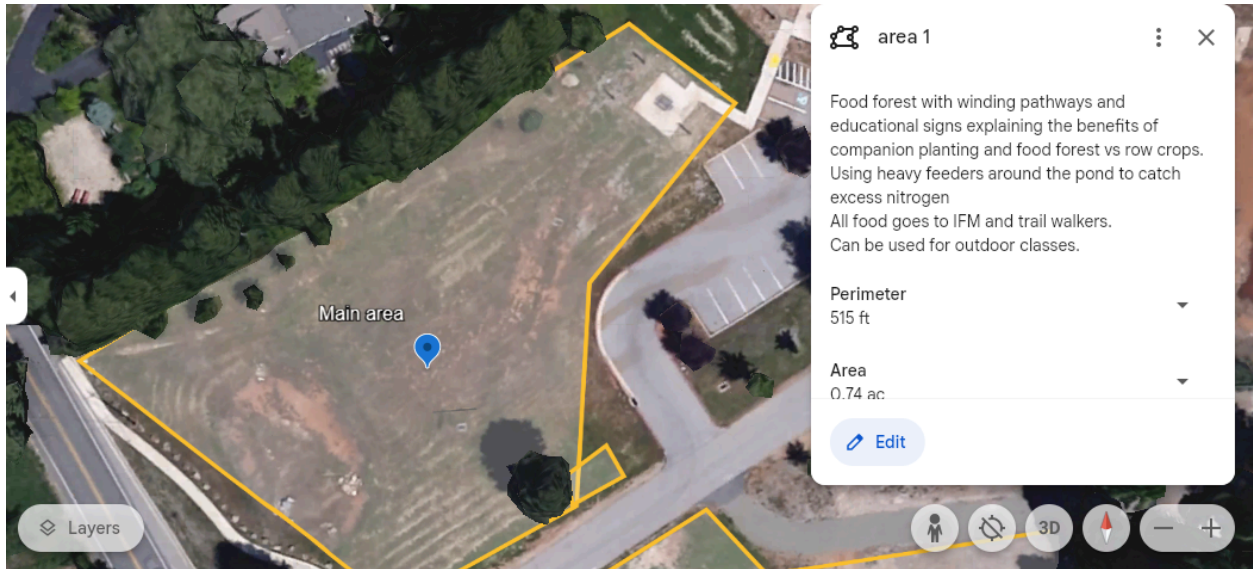 area 1
Food forest with winding pathways and
educational signs explaining the benefits of
companion planting and food forest vs row crops.
Using heavy feeders around the pond to catch
excess nitrogen
All food goes to IFM and trail walkers.
Can be used for outdoor classes.
Perimeter
515 ft
Area
0.74 ac
Edit
Main area
Layers
3D